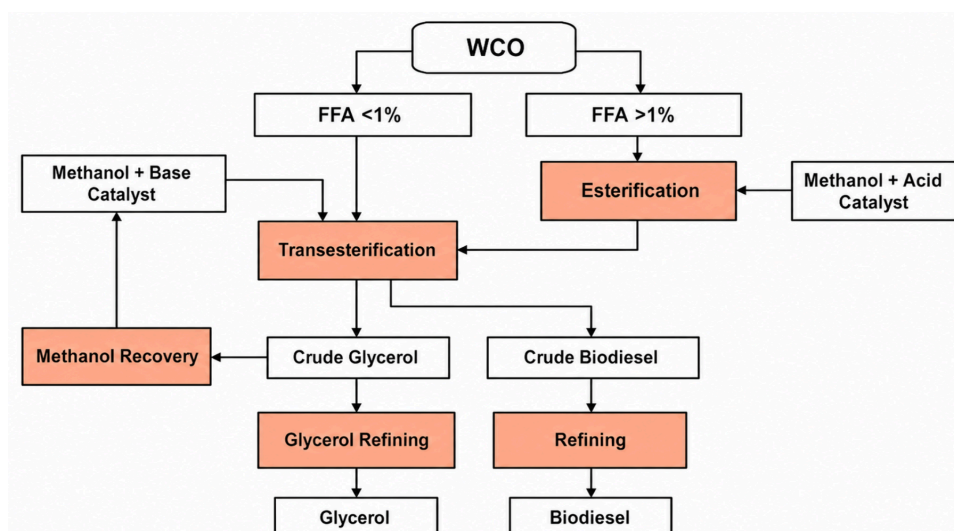 WCO
FFA <1%
FFA >1%
Methanol + Base
Catalyst
Esterification
Methanol + Acid
Catalyst
Transesterification
Methanol Recovery
Crude Glycerol
Crude Biodiesel
Glycerol Refining
Refining
Glycerol
Biodiesel